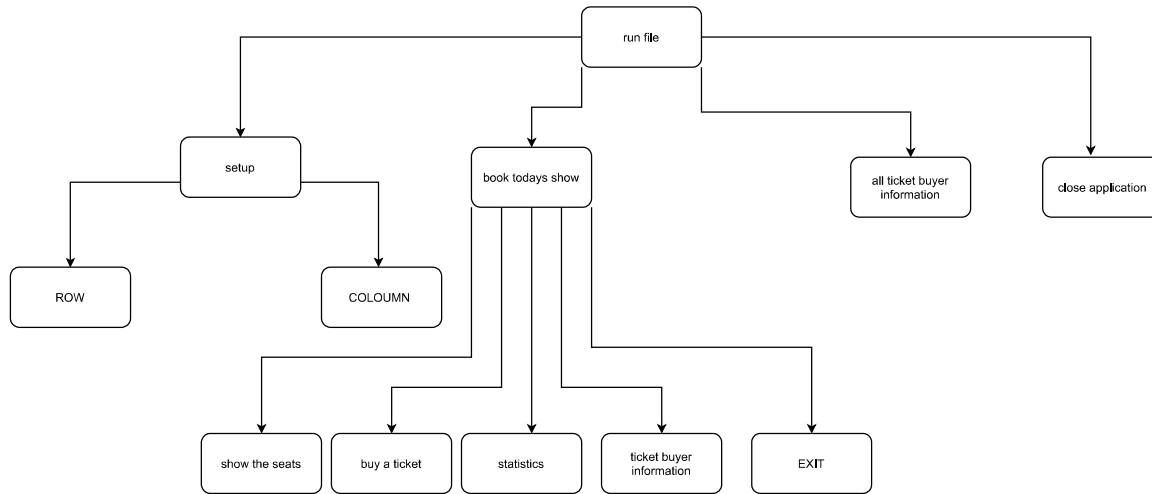 run file
setup
book todays show
all ticket buyer
information
close application
ROW
COLOUMN
show the seats
buy a ticket
statistics
ticket buyer
information
EXIT